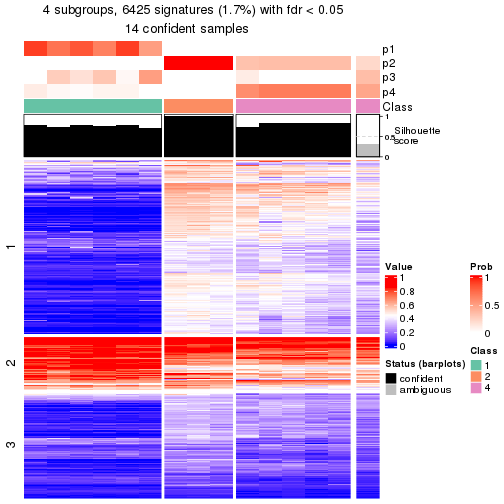 4 subgroups, 6425 signatures (1.7%) with fdr < 0.05
14 confident samples
p1
p2
p3
p4
Class
1
0.5
0
Silhouette
score
1
2
3
Value
1
0.8
0.6
0.4
0.2
0
Prob
1
0.5
0
Status (barplots)
confident
ambiguous
Class
1
2
4